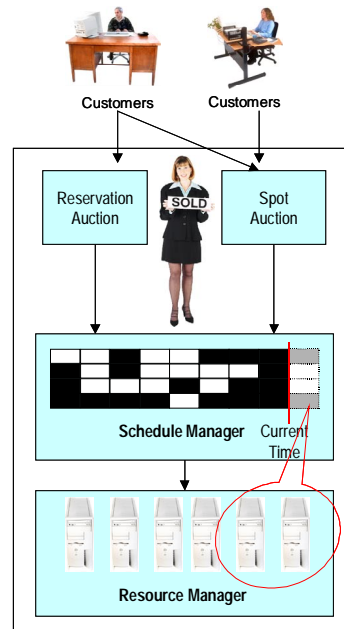 Customers
Customers
Reservation
Auction
SOLD
Spot
Auction
Schedule Manager
Current
Time
Resource Manager